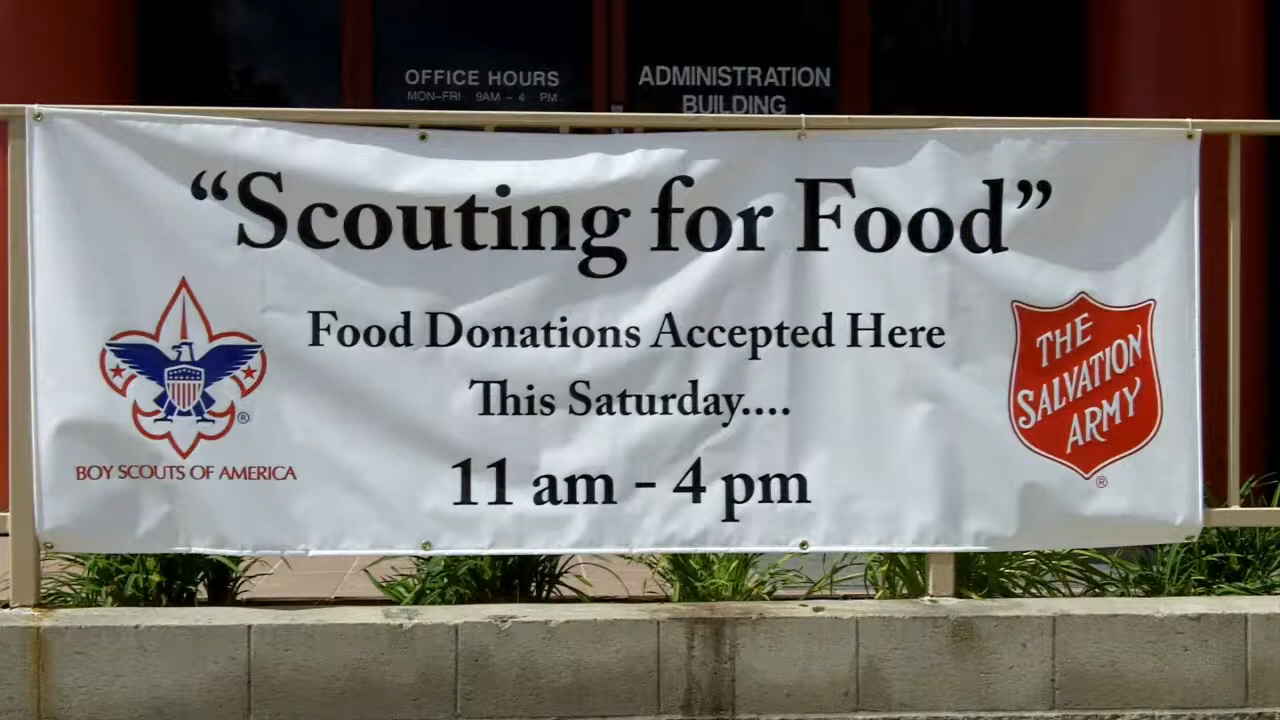 OFFICE HOURS
MON-FRI 9AM - 4 PM
ADMINISTRATION
BUILDING
“Scouting for Food”
Food Donations Accepted Here
This Saturday....
11 am - 4 pm
®
BOY SCOUTS OF AMERICA
THE
SALVATION
ARMY
®